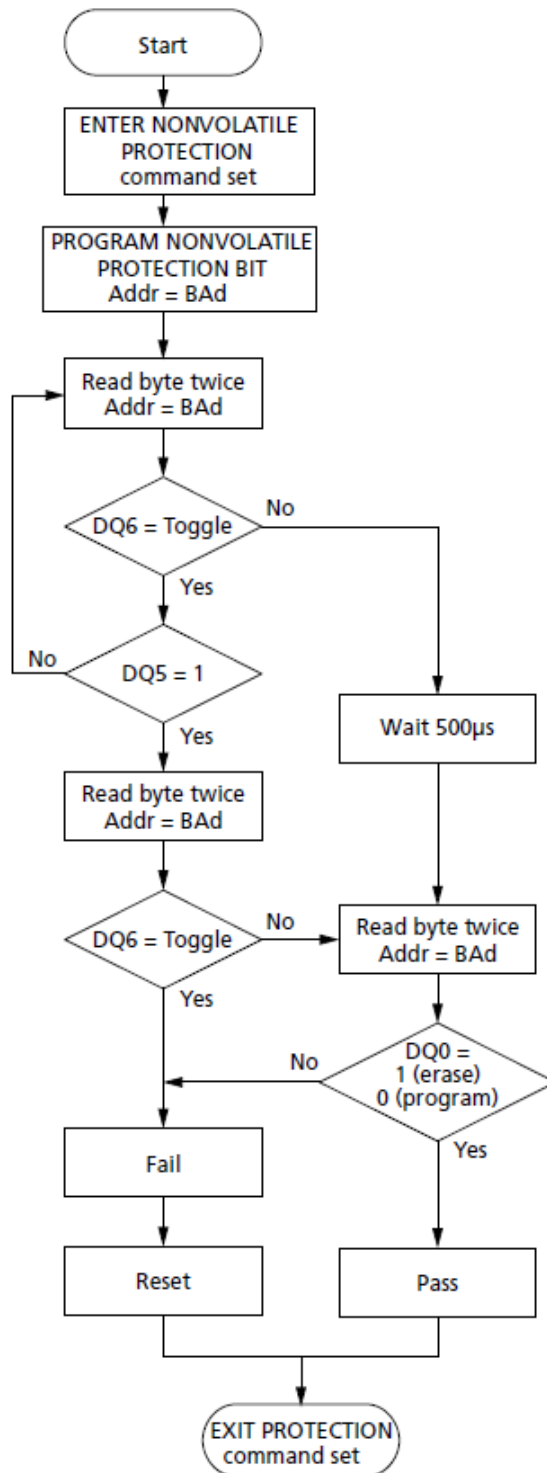 Start
ENTER NONVOLATILE
PROTECTION
command set
PROGRAM NONVOLATILE
PROTECTION BIT
Addr = BAd
Read byte twice
Addr = BAd
DQ6 = Toggle
No
Yes
DQ5 = 1
No
Yes
Wait 500µs
Read byte twice
Addr = BAd
DQ6 = Toggle
No
Yes
Read byte twice
Addr = BAd
DQ0 =
1 (erase)
0 (program)
No
Yes
Fail
Reset
Pass
EXIT PROTECTION
command set